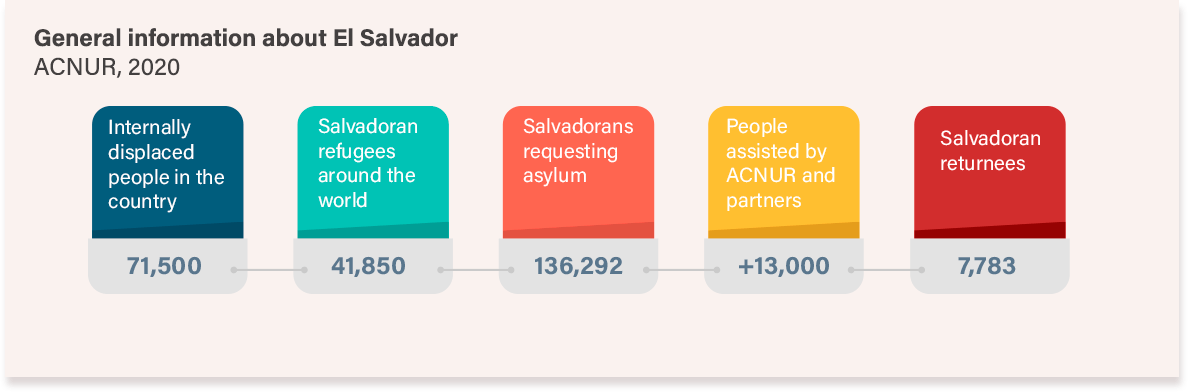 General information about El Salvador
ACNUR, 2020
Internally
displaced
people in the
country
71,500
Salvadoran
refugees
around the
world
41,850
Salvadorans
requesting
asylum
136,292
People
assisted by
ACNUR and
partners
+13,000
Salvadoran
returnees
7,783